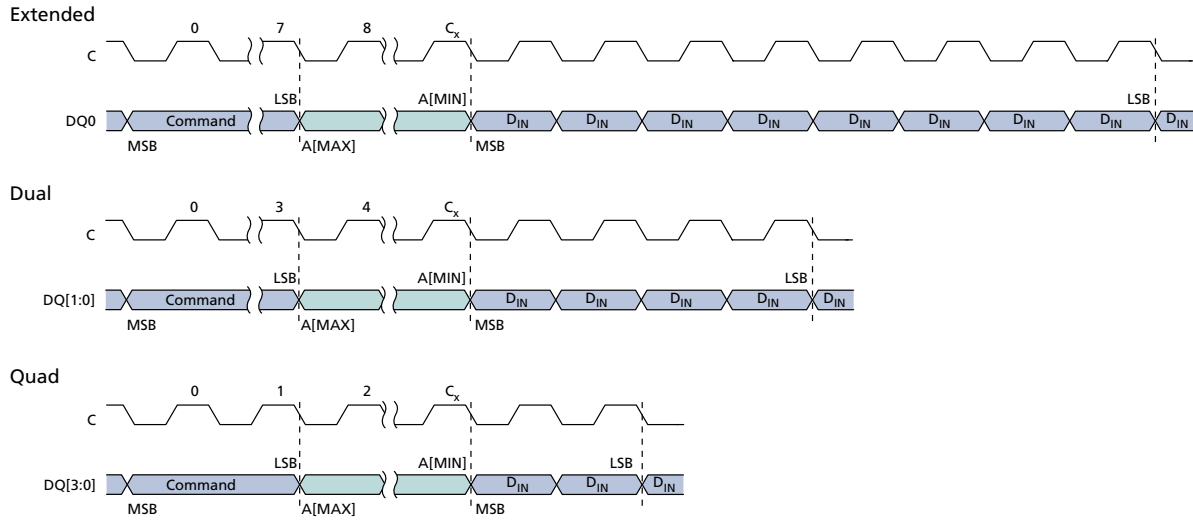 Extended
0 7 8 Cx
C
LSB A[MIN] LSB
DQ0 Command DIN DIN DIN DIN DIN DIN DIN DIN DIN
MSB A[MAX] MSB
Dual
0 3 4 Cx
C
LSB A[MIN] LSB
DQ[1:0] Command DIN DIN DIN DIN DIN
MSB A[MAX] MSB
Quad
0 1 2 Cx
C
LSB A[MIN] LSB
DQ[3:0] Command DIN DIN DIN
MSB A[MAX] MSB